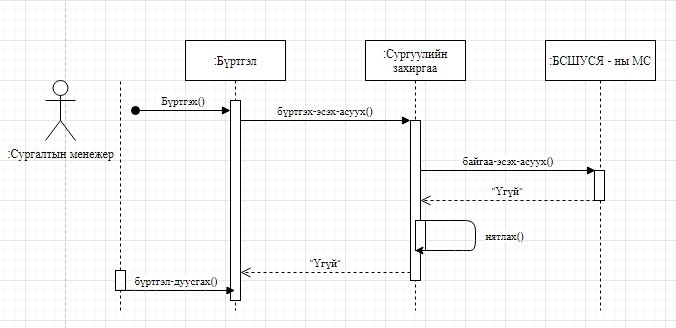 :Бүртгэл
:Сургуулийн
захиргаа
:БСШУСЯ - ны МС
:Сургалтын менежер
Бүртгэх()
бүртгэх-эсэх-асуух()
байгаа-эсэх-асуух()
"Үгүй"
нятлах()
"Үгүй"
бүртгэл-дуусгах()